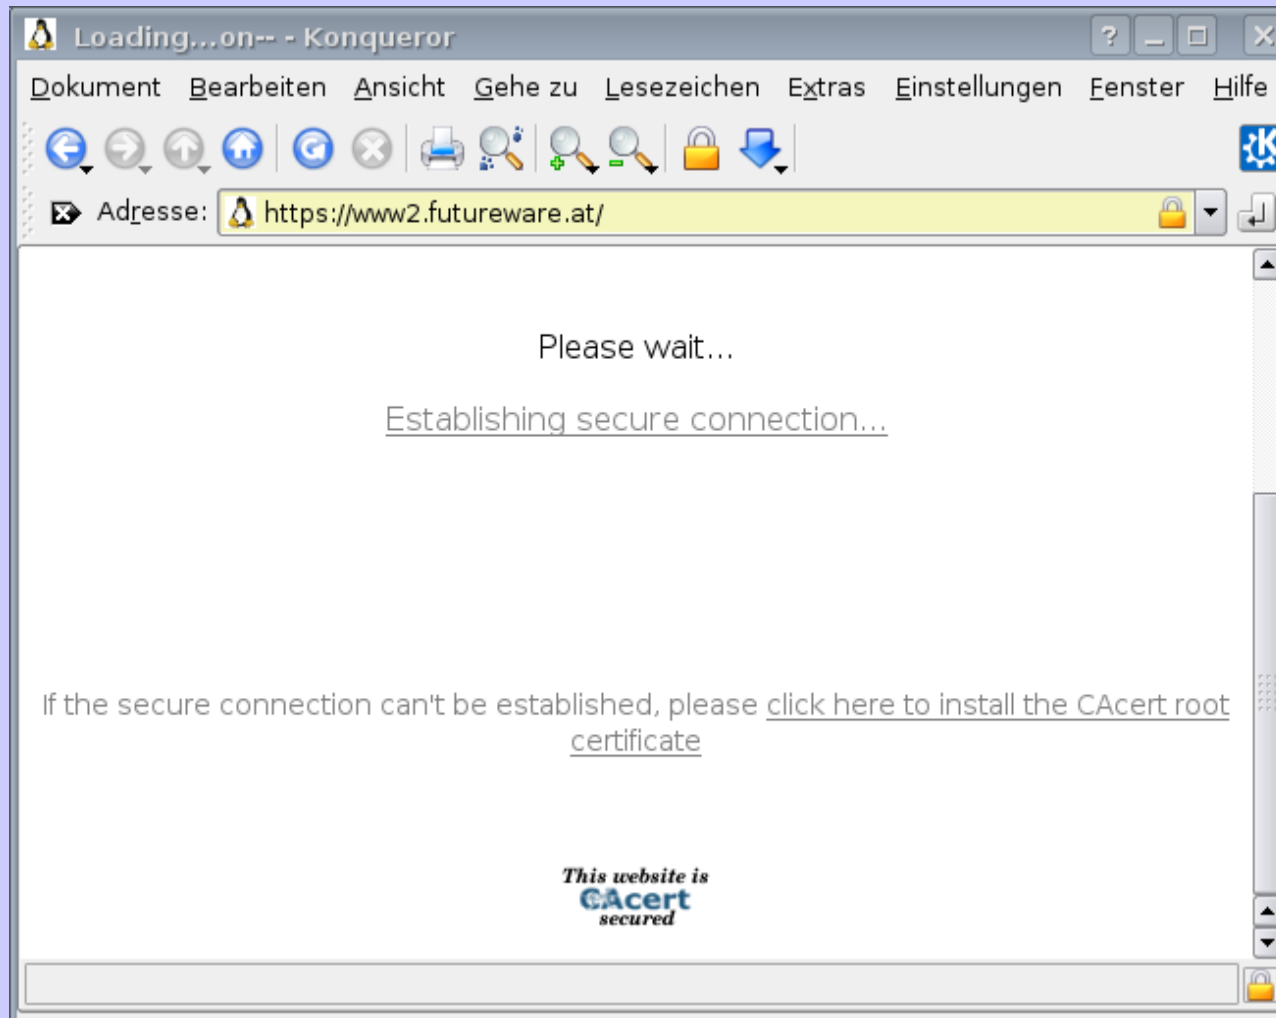 Loading...on-- - Konqueror
Dokument Bearbeiten Ansicht Gehe zu Lesezeichen Extras Einstellungen Fenster Hilfe
Adresse: https://www2.futureware.at/
Please wait...
Establishing secure connection...
If the secure connection can't be established, please click here to install the CAcert root
certificate
This website is
CAcert
secured